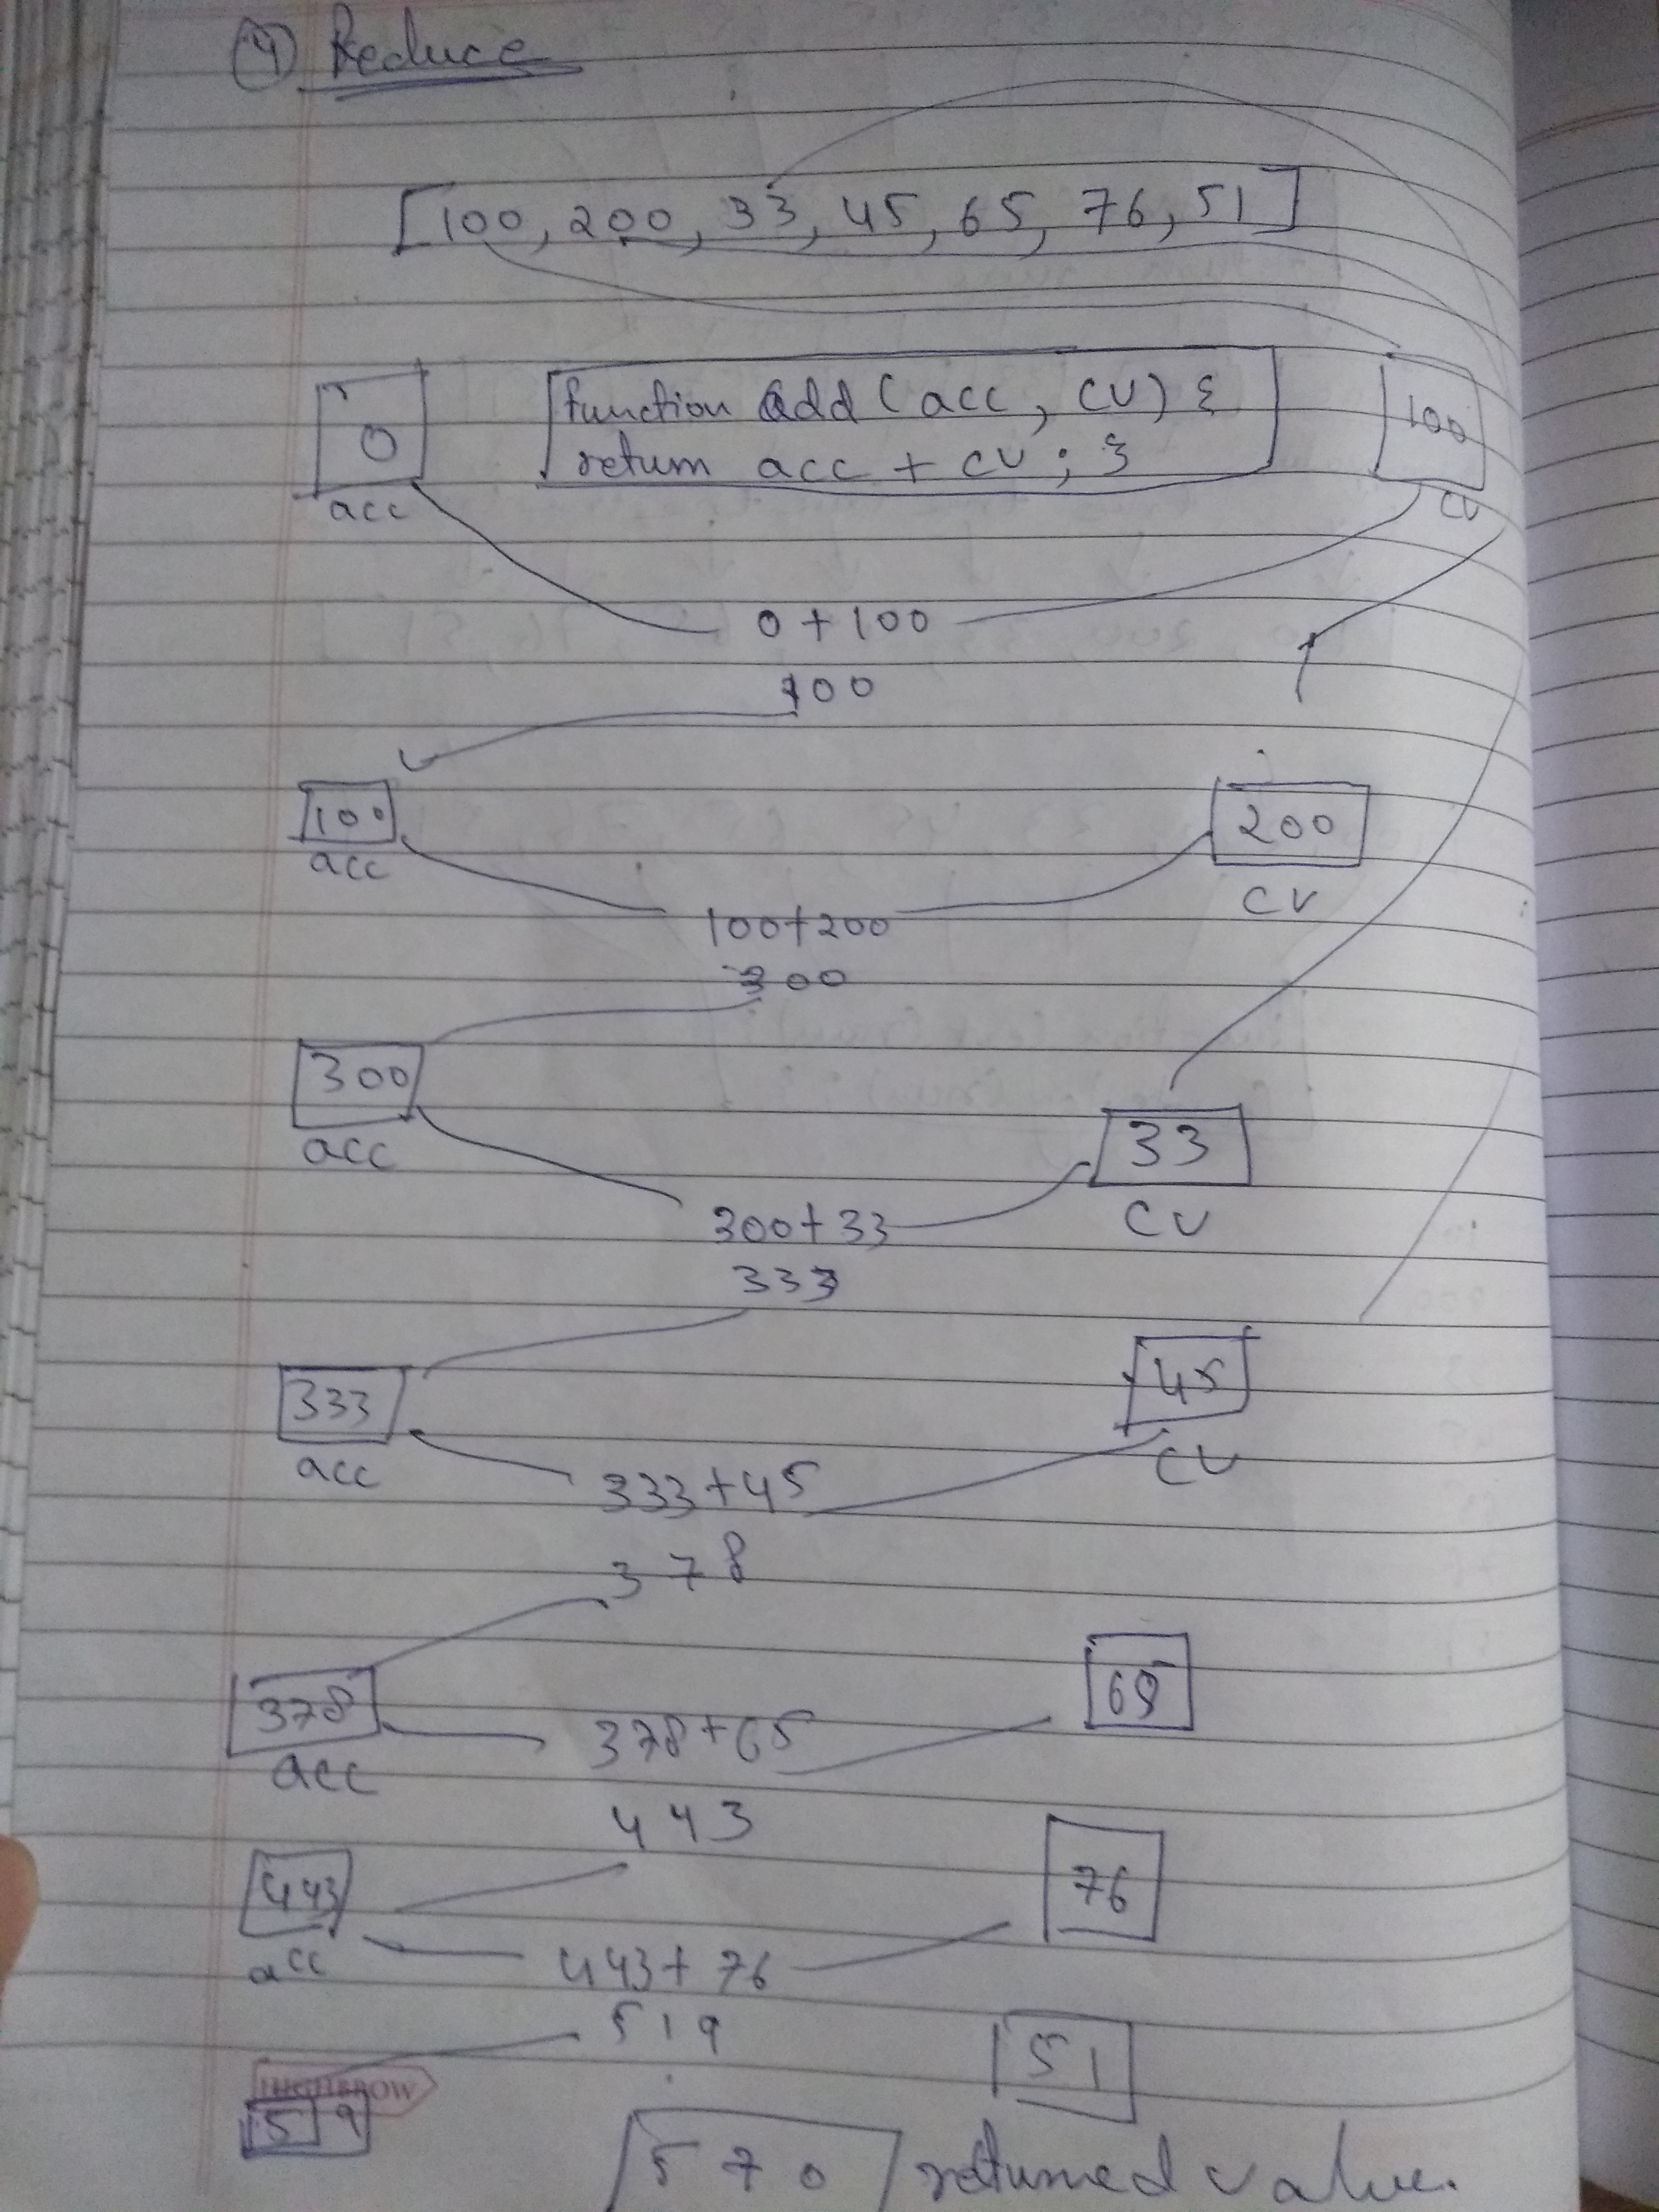 4 Reduce
[100, 200, 33, 45, 65, 76, 51]
0 function add (acc, CV) { 100
return acc + CV; }
acc CV
0 + 100
100
100 200
acc CV
100+200
300
300
acc 33
CV
300+33
333
333 45
acc CV
333+45
378
378 65
378+65
acc
443
443 76
acc 443+76
519
51
HIGHBROW
519
570 returned value.